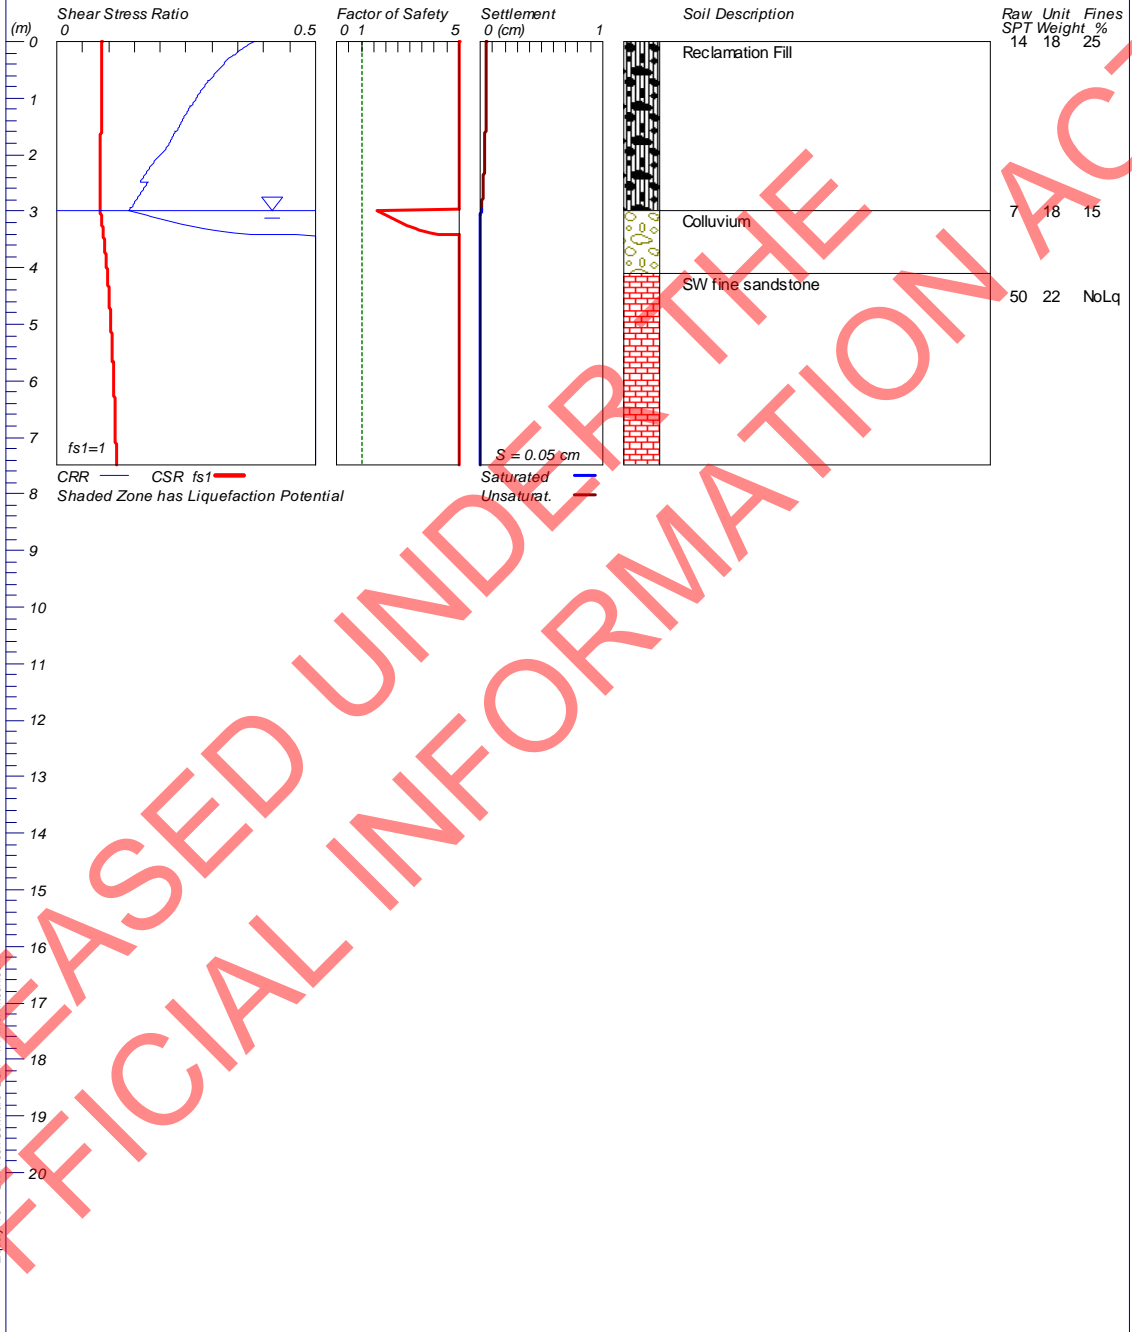 Shear Stress Ratio Factor of Safety Settlement Soil Description Raw Unit Fines
(m) 0 0.5 0 1 5 0 (cm) 1 SPT Weight %
0 Reclamation Fill 14 18 25
1
2
3 Colluvium 7 18 15
4 SW fine sandstone 50 22 NoLq
5
6
7
fs1=1 S = 0.05 cm
CRR CSR fs1 Saturated
Shaded Zone has Liquefaction Potential Unsaturat.
8
9
10
11
12
13
14
15
16
17
18
19
20
EASED UNDER THE
FFICIAL INFORMATION ACT